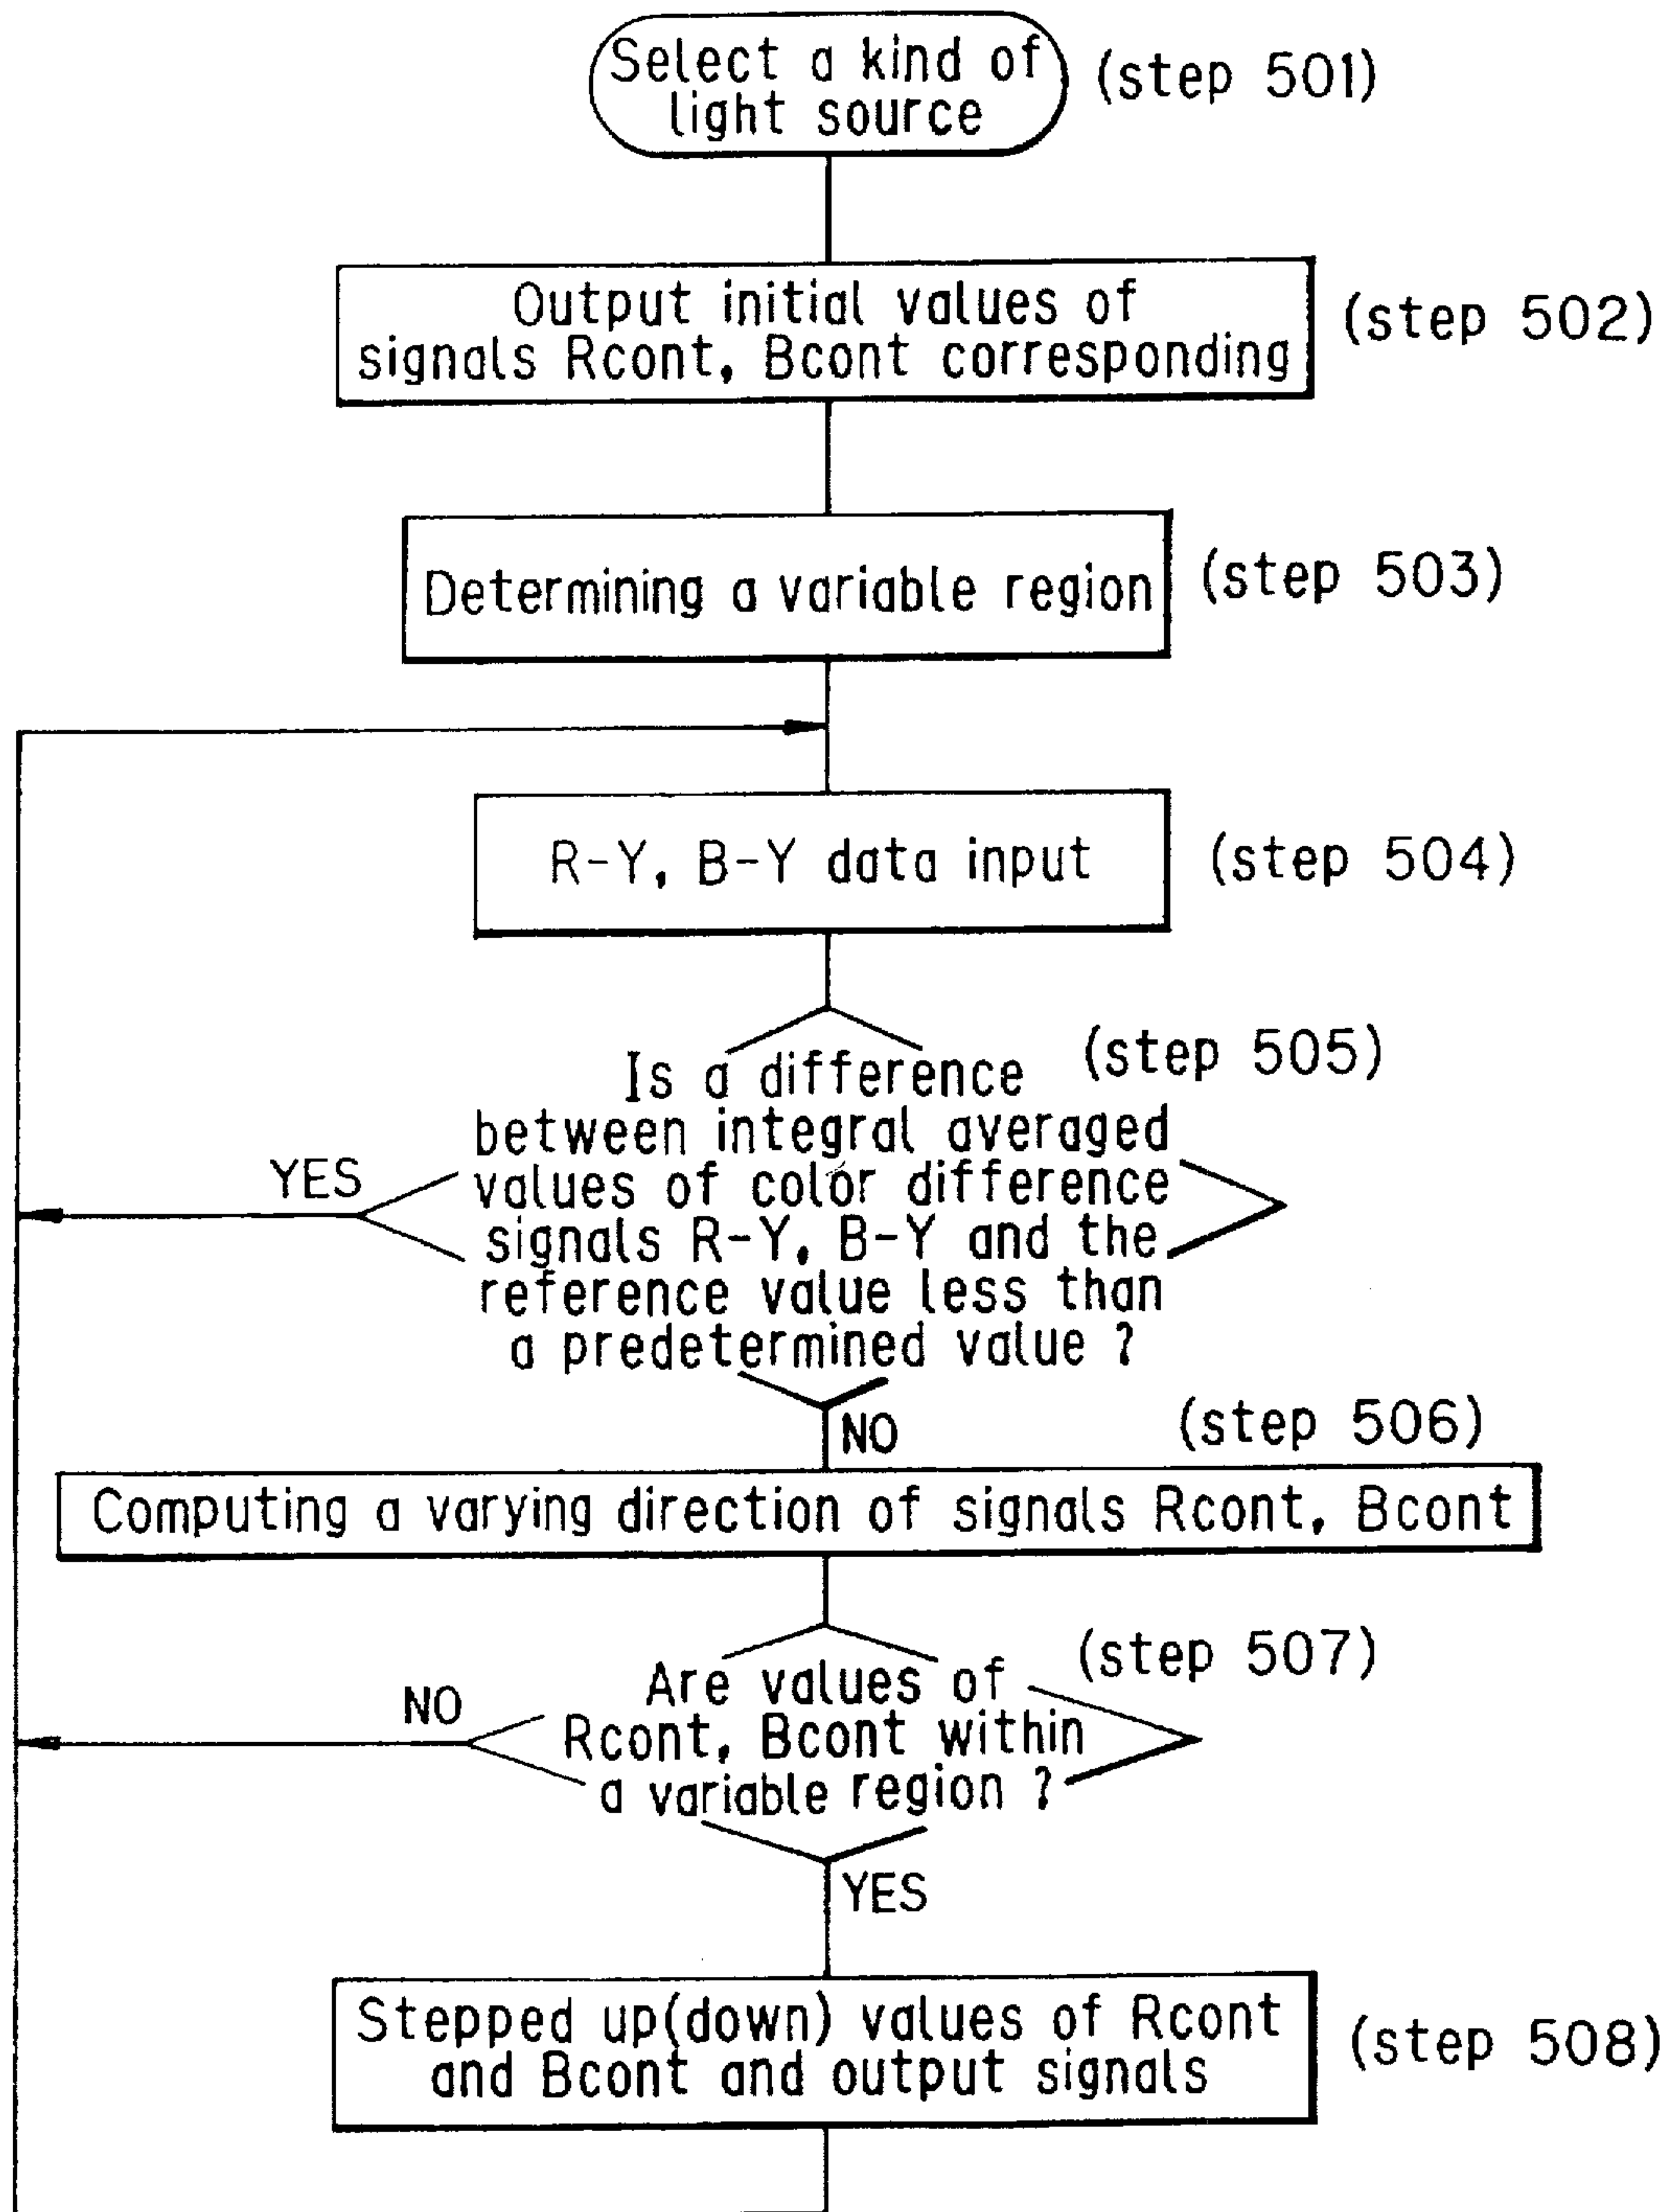 Select a kind of
light source
(step 501)
Output initial values of
signals Rcont, Bcont corresponding
(step 502)
Determining a variable region
(step 503)
R-Y, B-Y data input
(step 504)
(step 505)
Is a difference
between integral averaged
values of color difference
signals R-Y, B-Y and the
reference value less than
a predetermined value ?
YES
NO
(step 506)
Computing a varying direction of signals Rcont, Bcont
(step 507)
Are values of
Rcont, Bcont within
a variable region ?
NO
YES
Stepped up(down) values of Rcont
and Bcont and output signals
(step 508)